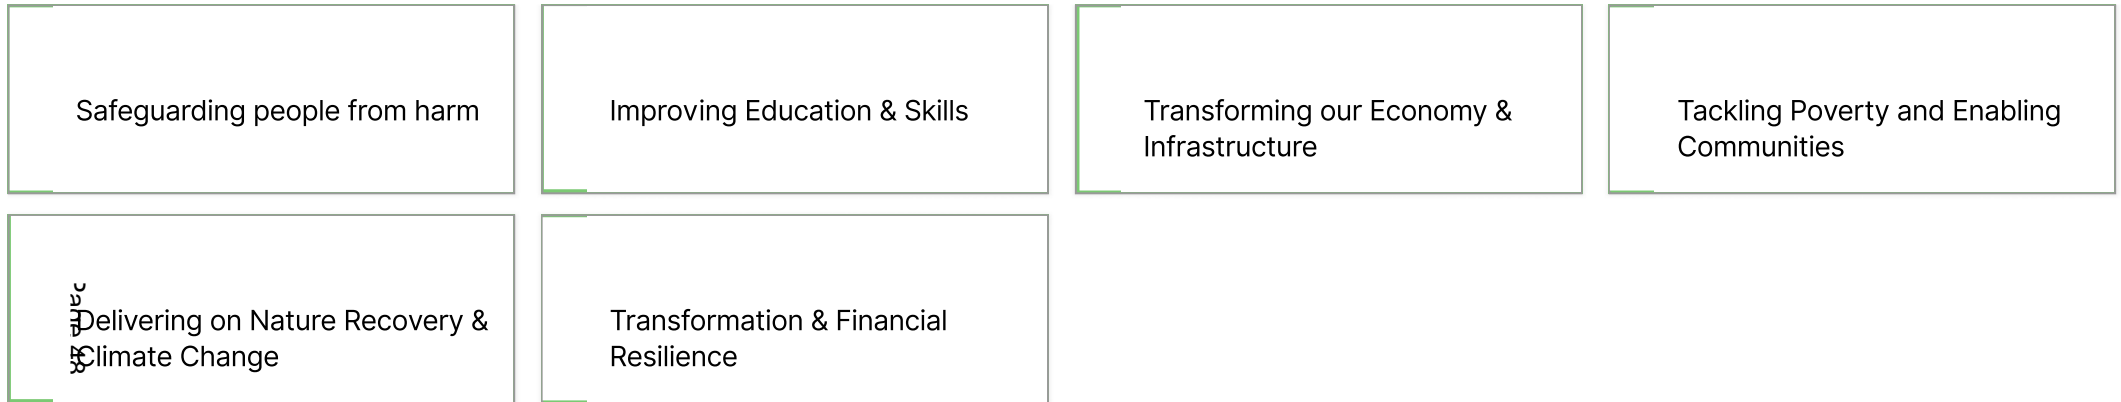 Safeguarding people from harm
Improving Education & Skills
Transforming our Economy &
Infrastructure
Tackling Poverty and Enabling
Communities
Delivering on Nature Recovery &
Climate Change
Transformation & Financial
Resilience